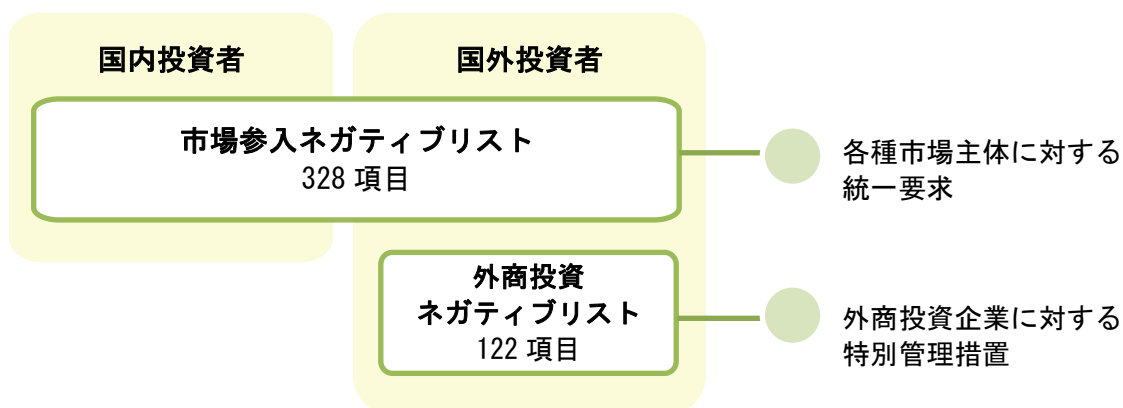 国内投資者
国外投資者
市場参入ネガティブリスト
328 項目
各種市場主体に対する
統一要求
外商投資
ネガティブリスト
122 項目
外商投資企業に対する
特別管理措置